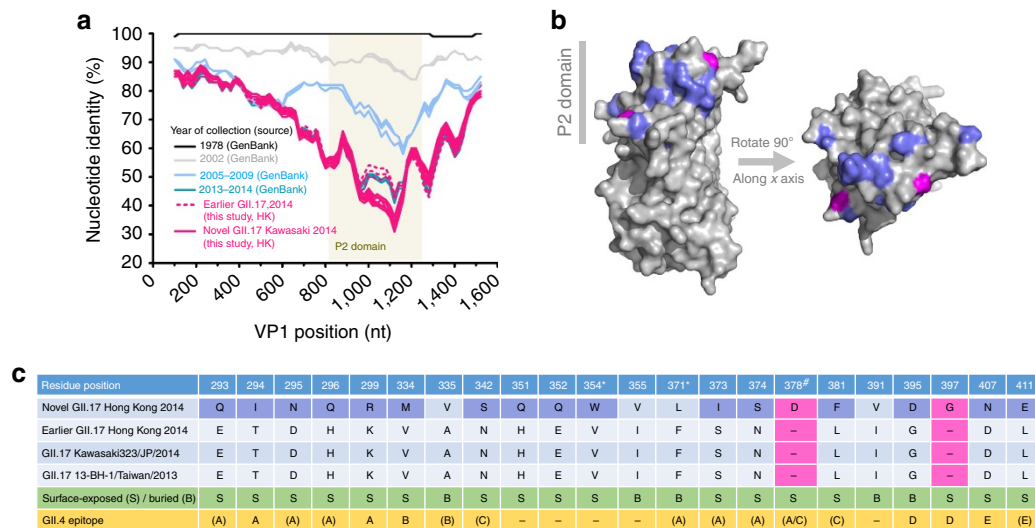 a
100
90
80
70
60
50
40
30
20
Nucleotide identity (%)
Year of collection (source)
1978 (GenBank)
2002 (GenBank)
2005–2009 (GenBank)
2013–2014 (GenBank)
Earlier GII.17,2014
(this study, HK)
Novel GII.17 Kawasaki 2014
(this study, HK)
P2 domain
0 200 400 600 800 1,000 1,200 1,400 1,600
VP1 position (nt)
b
P2 domain
Rotate 90°
Along x axis
c
Residue position 293 294 295 296 299 334 335 342 351 352 354* 355 371* 373 374 378# 381 391 395 397 407 411
Novel GII.17 Hong Kong 2014 Q I N Q R M V S Q Q W V L I S D F V D G N E
Earlier GII.17 Hong Kong 2014 E T D H K V A N H E V I F S N – L I G – D L
GII.17 Kawasaki323/JP/2014 E T D H K V A N H E V I F S N – L I G – D L
GII.17 13-BH-1/Taiwan/2013 E T D H K V A N H E V I F S N – L I G – D L
Surface-exposed (S) / buried (B) S S S S S S B S S S S B B S S S S B B S S S
GII.4 epitope (A) A (A) (A) A B (B) (C) – – – – (A) (A) (A) (A/C) (C) – D D E (E)